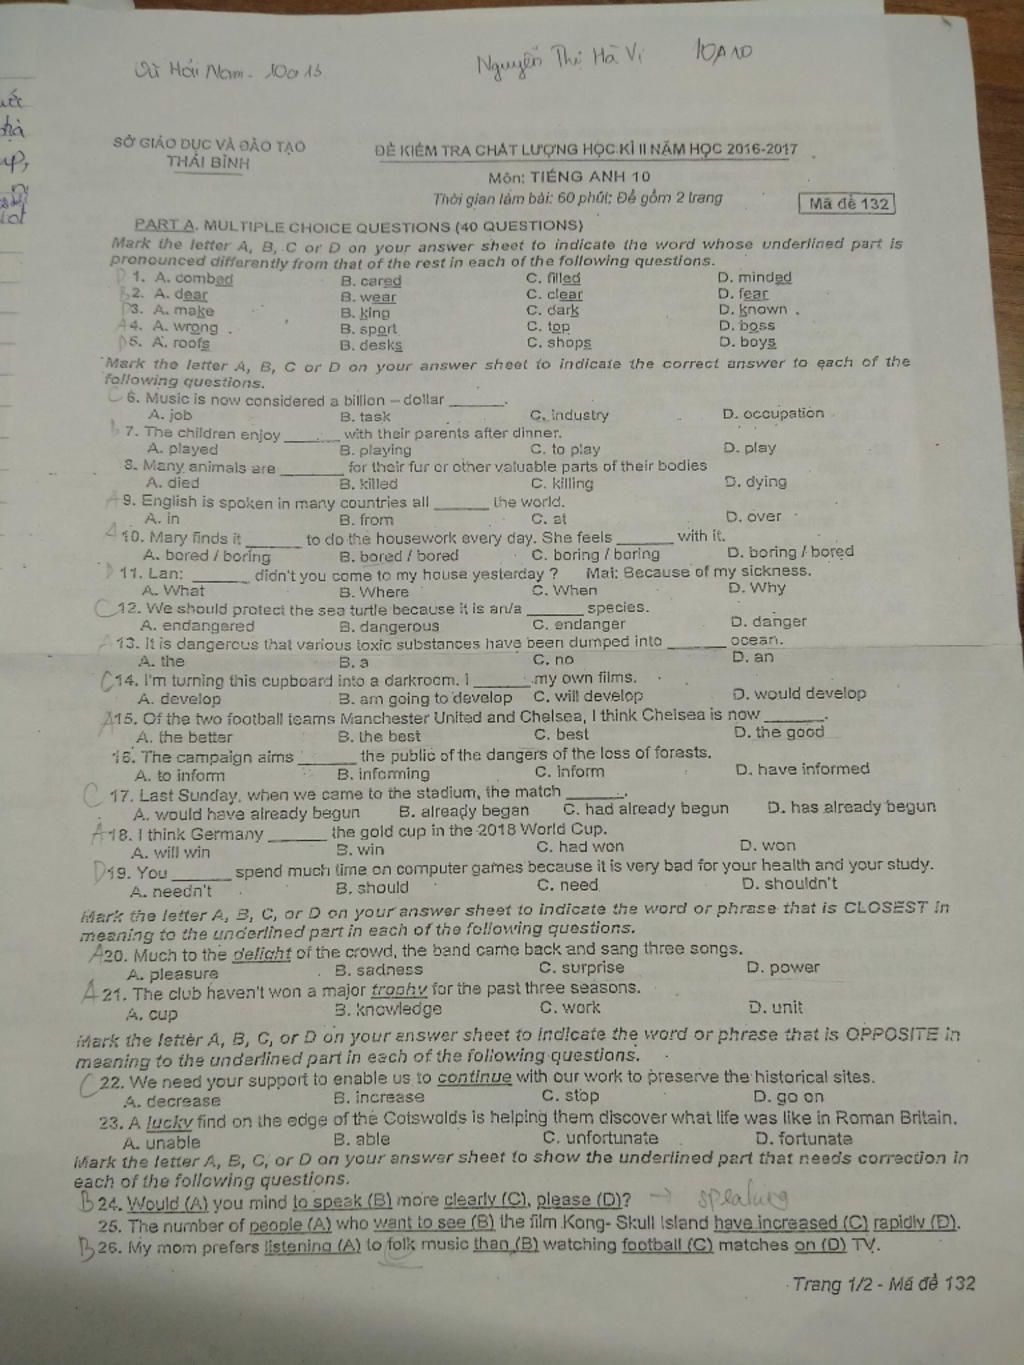 Vũ Hải Nam - 10a13
Nguyễn Thị Hà Vi 10A10
SỞ GIÁO DỤC VÀ ĐÀO TẠO
THÁI BÌNH
ĐỀ KIỂM TRA CHẤT LƯỢNG HỌC KÌ II NĂM HỌC 2016-2017
Môn: TIẾNG ANH 10
Thời gian làm bài: 60 phút; Đề gồm 2 trang
Mã đề 132
PART A. MULTIPLE CHOICE QUESTIONS (40 QUESTIONS)
Mark the letter A, B, C or D on your answer sheet to indicate the word whose underlined part is
pronounced differently from that of the rest in each of the following questions.
D 1. A. combed B. cared C. filled D. minded
B 2. A. dear B. wear C. clear D. fear
D 3. A. make B. king C. dark D. known
A 4. A. wrong B. sport C. top D. boss
D 5. A. roofs B. desks C. shops D. boys
Mark the letter A, B, C or D on your answer sheet to indicate the correct answer to each of the
following questions.
C 6. Music is now considered a billion – dollar ______.
A. job B. task C. industry D. occupation
b 7. The children enjoy ______ with their parents after dinner.
A. played B. playing C. to play D. play
8. Many animals are ______ for their fur or other valuable parts of their bodies
A. died B. killed C. killing D. dying
A 9. English is spoken in many countries all ______ the world.
A. in B. from C. at D. over
A 10. Mary finds it ______ to do the housework every day. She feels ______ with it.
A. bored / boring B. bored / bored C. boring / boring D. boring / bored
D 11. Lan: ______ didn't you come to my house yesterday ? Mai: Because of my sickness.
A. What B. Where C. When D. Why
C 12. We should protect the sea turtle because it is an/a ______ species.
A. endangered B. dangerous C. endanger D. danger
A 13. It is dangerous that various toxic substances have been dumped into ______ ocean.
A. the B. a C. no D. an
C 14. I'm turning this cupboard into a darkroom. I ______ my own films.
A. develop B. am going to develop C. will develop D. would develop
A 15. Of the two football teams Manchester United and Chelsea, I think Chelsea is now ______.
A. the better B. the best C. best D. the good
16. The campaign aims ______ the public of the dangers of the loss of forests.
A. to inform B. informing C. inform D. have informed
C 17. Last Sunday, when we came to the stadium, the match ______.
A. would have already begun B. already began C. had already begun D. has already begun
A 18. I think Germany ______ the gold cup in the 2018 World Cup.
A. will win B. win C. had won D. won
D 19. You ______ spend much time on computer games because it is very bad for your health and your study.
A. needn't B. should C. need D. shouldn't
Mark the letter A, B, C, or D on your answer sheet to indicate the word or phrase that is CLOSEST in
meaning to the underlined part in each of the following questions.
A 20. Much to the delight of the crowd, the band came back and sang three songs.
A. pleasure B. sadness C. surprise D. power
A 21. The club haven't won a major trophy for the past three seasons.
A. cup B. knowledge C. work D. unit
Mark the letter A, B, C, or D on your answer sheet to indicate the word or phrase that is OPPOSITE in
meaning to the underlined part in each of the following questions.
C 22. We need your support to enable us to continue with our work to preserve the historical sites.
A. decrease B. increase C. stop D. go on
23. A lucky find on the edge of the Cotswolds is helping them discover what life was like in Roman Britain.
A. unable B. able C. unfortunate D. fortunate
Mark the letter A, B, C, or D on your answer sheet to show the underlined part that needs correction in
each of the following questions.
B 24. Would (A) you mind to speak (B) more clearly (C), please (D)? → speaking
25. The number of people (A) who want to see (B) the film Kong- Skull Island have increased (C) rapidly (D).
B 26. My mom prefers listening (A) to folk music than (B) watching football (C) matches on (D) TV.
Trang 1/2 - Mã đề 132